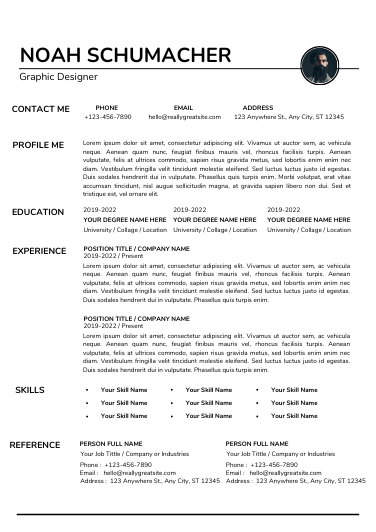 NOAH SCHUMACHER
Graphic Designer
CONTACT ME
PHONE EMAIL ADDRESS
+123-456-7890 hello@reallygreatsite.com 123 Anywhere St., Any City, ST 12345
PROFILE ME
Lorem ipsum dolor sit amet, consectetur adipiscing elit. Vivamus ut auctor sem, ac vehicula
neque. Aenean quam nunc, feugiat finibus mauris vel, rhoncus facilisis turpis. Aenean
vulputate, felis at ultrices commodo, sapien risus gravida metus, sed lobortis enim enim nec
diam. Vestibulum fringilla velit tincidunt molestie eleifend. Sed luctus luctus justo id egestas.
Duis sodales hendrerit dui in vulputate. Phasellus quis turpis enim. Morbi volutpat, erat vitae
accumsan tincidunt, nisl augue sollicitudin magna, at gravida sapien libero non dui. Sed et
tristique est, vel ornare elit.
EDUCATION
2019-2022 2019-2022 2019-2022
YOUR DEGREE NAME HERE YOUR DEGREE NAME HERE YOUR DEGREE NAME HERE
University / Collage / Location University / Collage / Location University / Collage / Location
EXPERIENCE
POSITION TITLE / COMPANY NAME
2019-2022 / Present
Lorem ipsum dolor sit amet, consectetur adipiscing elit. Vivamus ut auctor sem, ac vehicula
neque. Aenean quam nunc, feugiat finibus mauris vel, rhoncus facilisis turpis. Aenean
vulputate, felis at ultrices commodo, sapien risus gravida metus, sed lobortis enim enim nec
diam. Vestibulum fringilla velit tincidunt molestie eleifend. Sed luctus luctus justo id egestas.
Duis sodales hendrerit dui in vulputate. Phasellus quis turpis enim.
POSITION TITLE / COMPANY NAME
2019-2022 / Present
Lorem ipsum dolor sit amet, consectetur adipiscing elit. Vivamus ut auctor sem, ac vehicula
neque. Aenean quam nunc, feugiat finibus mauris vel, rhoncus facilisis turpis. Aenean
vulputate, felis at ultrices commodo, sapien risus gravida metus, sed lobortis enim enim nec
diam. Vestibulum fringilla velit tincidunt molestie eleifend. Sed luctus luctus justo id egestas.
Duis sodales hendrerit dui in vulputate. Phasellus quis turpis enim.
SKILLS
• Your Skill Name • Your Skill Name • Your Skill Name
• Your Skill Name • Your Skill Name • Your Skill Name
• Your Skill Name • Your Skill Name • Your Skill Name
REFERENCE
PERSON FULL NAME PERSON FULL NAME
Your Job Tittle / Company or Industries Your Job Tittle / Company or Industries
Phone : +123-456-7890 Phone : +123-456-7890
Email : hello@reallygreatsite.com Email : hello@reallygreatsite.com
Address : 123 Anywhere St., Any City, ST 12345 Address : 123 Anywhere St., Any City, ST 12345